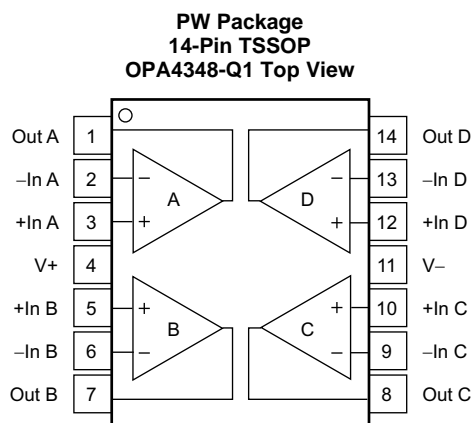 PW Package
14-Pin TSSOP
OPA4348-Q1 Top View
Out A 1 14 Out D
–In A 2 – – 13 –In D
A D
+In A 3 + + 12 +In D
V+ 4 11 V–
+In B 5 + + 10 +In C
B C
–In B 6 – – 9 –In C
Out B 7 8 Out C